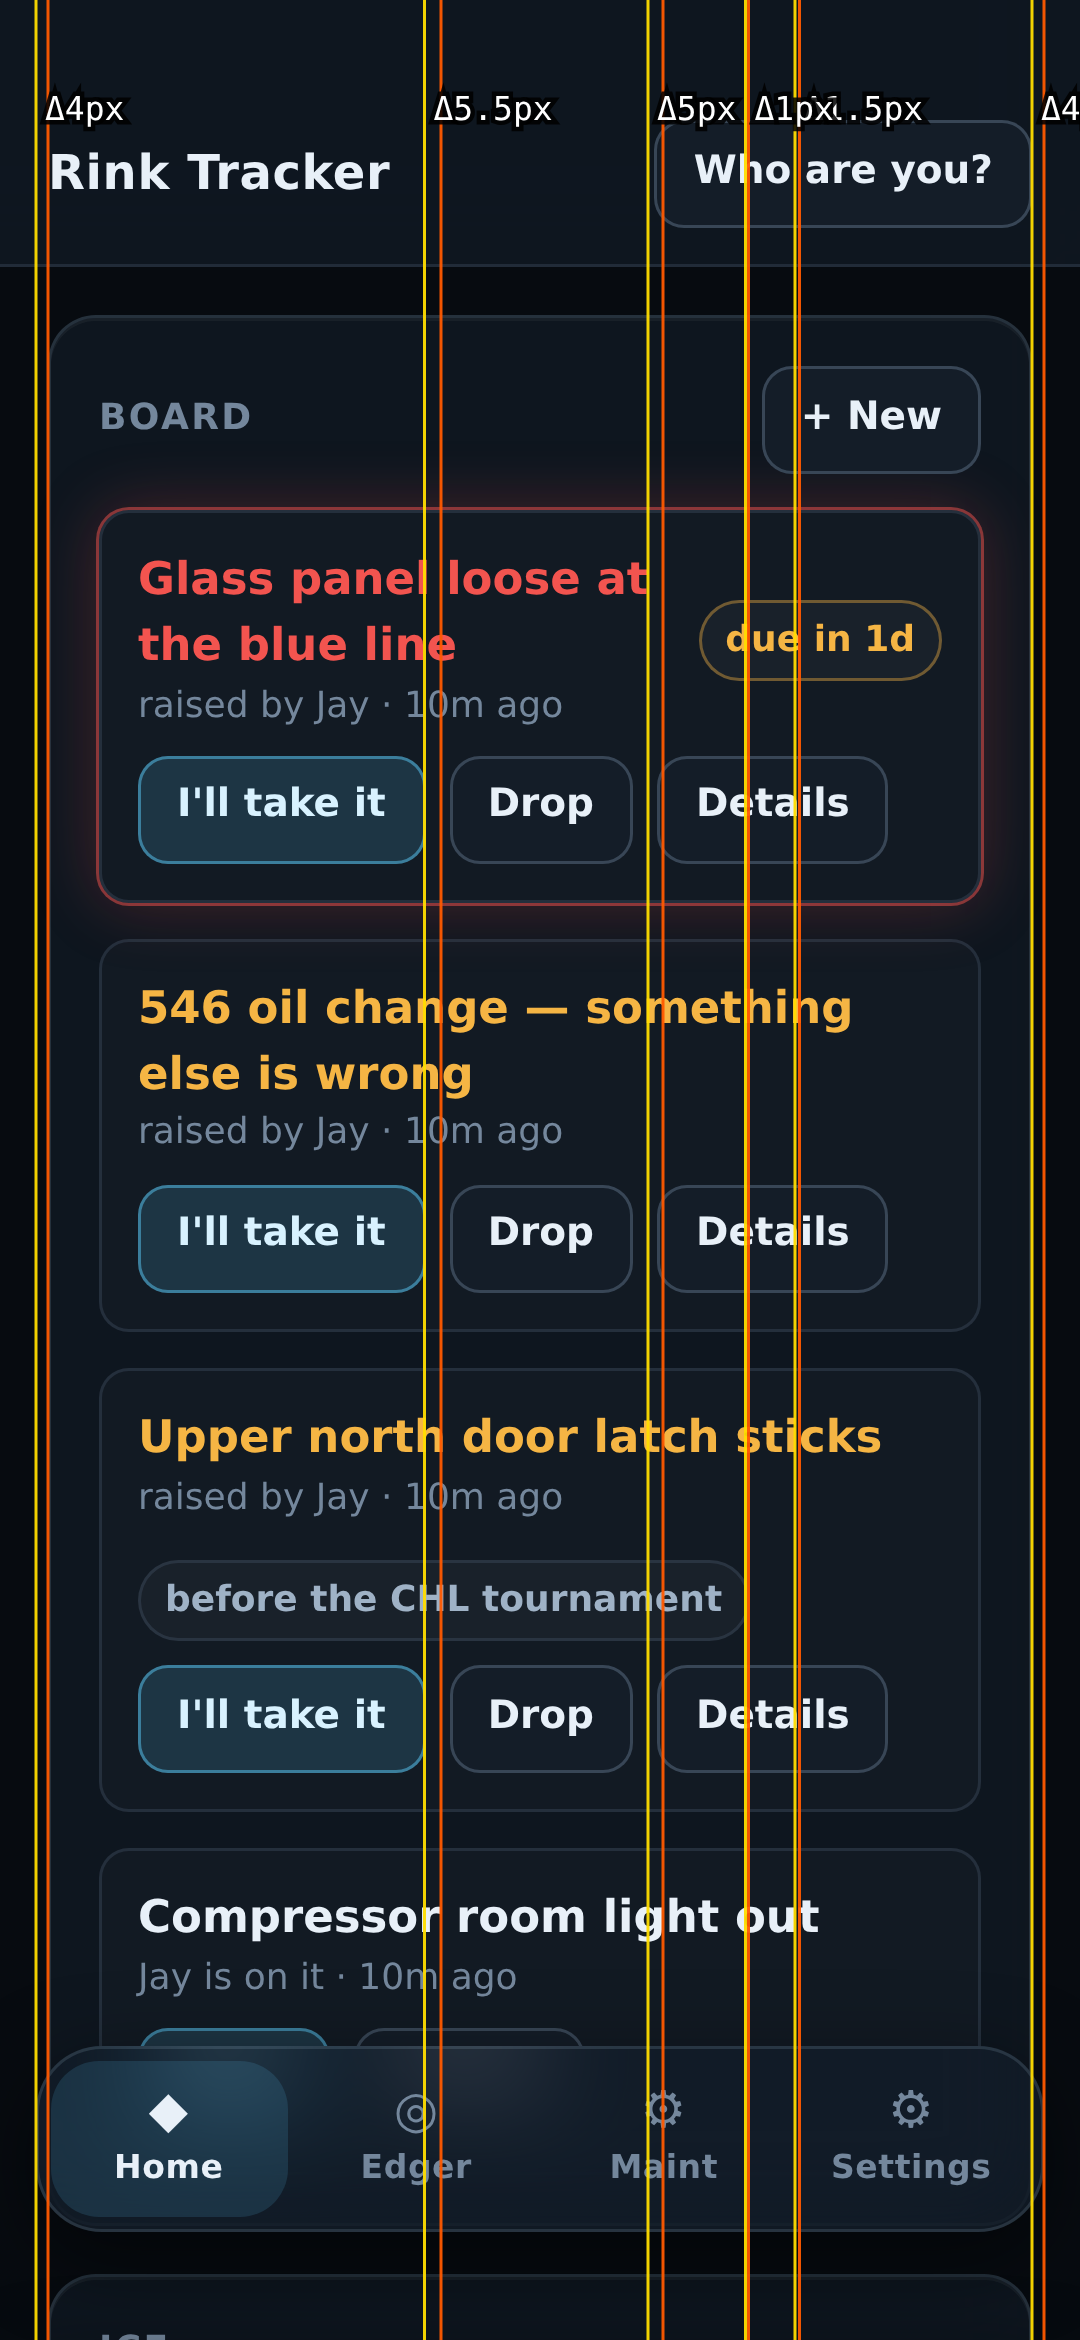 Δ4px Δ5.5px Δ5px Δ1px .5px Δ4
Rink Tracker
Who are you?
BOARD
+ New
Glass panel loose at
the blue line
due in 1d
raised by Jay · 10m ago
I'll take it Drop Details
546 oil change — something
else is wrong
raised by Jay · 10m ago
I'll take it Drop Details
Upper north door latch sticks
raised by Jay · 10m ago
before the CHL tournament
I'll take it Drop Details
Compressor room light out
Jay is on it · 10m ago
Home Edger Maint Settings